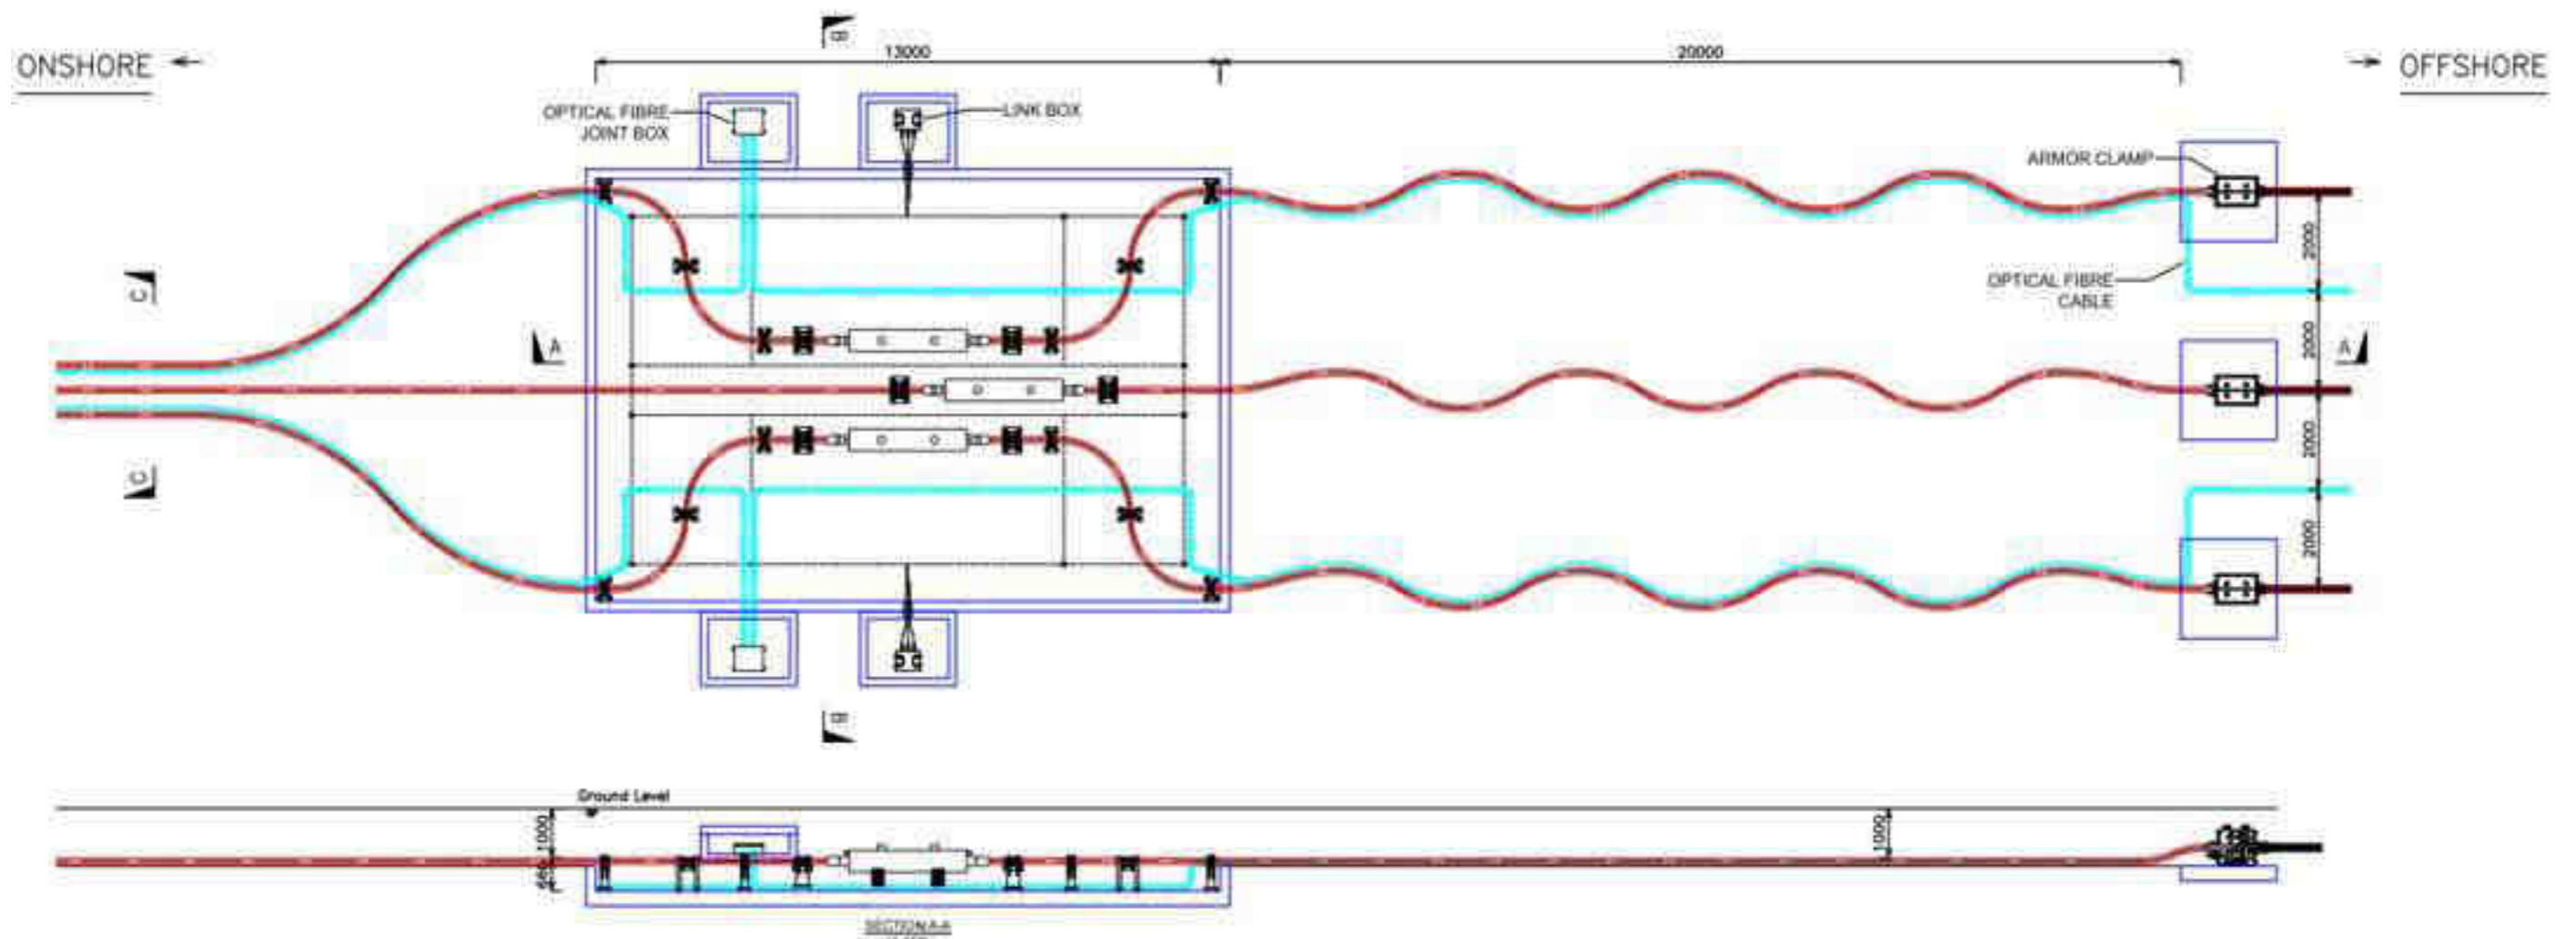 B
13000
20000
ONSHORE
OFFSHORE
OPTICAL FIBRE
JOINT BOX
LINK BOX
ARMOR CLAMP
2000
C
OPTICAL FIBRE
CABLE
A
2000
A
2000
C
2000
B
Ground Level
1000
1000
SECTION A-A